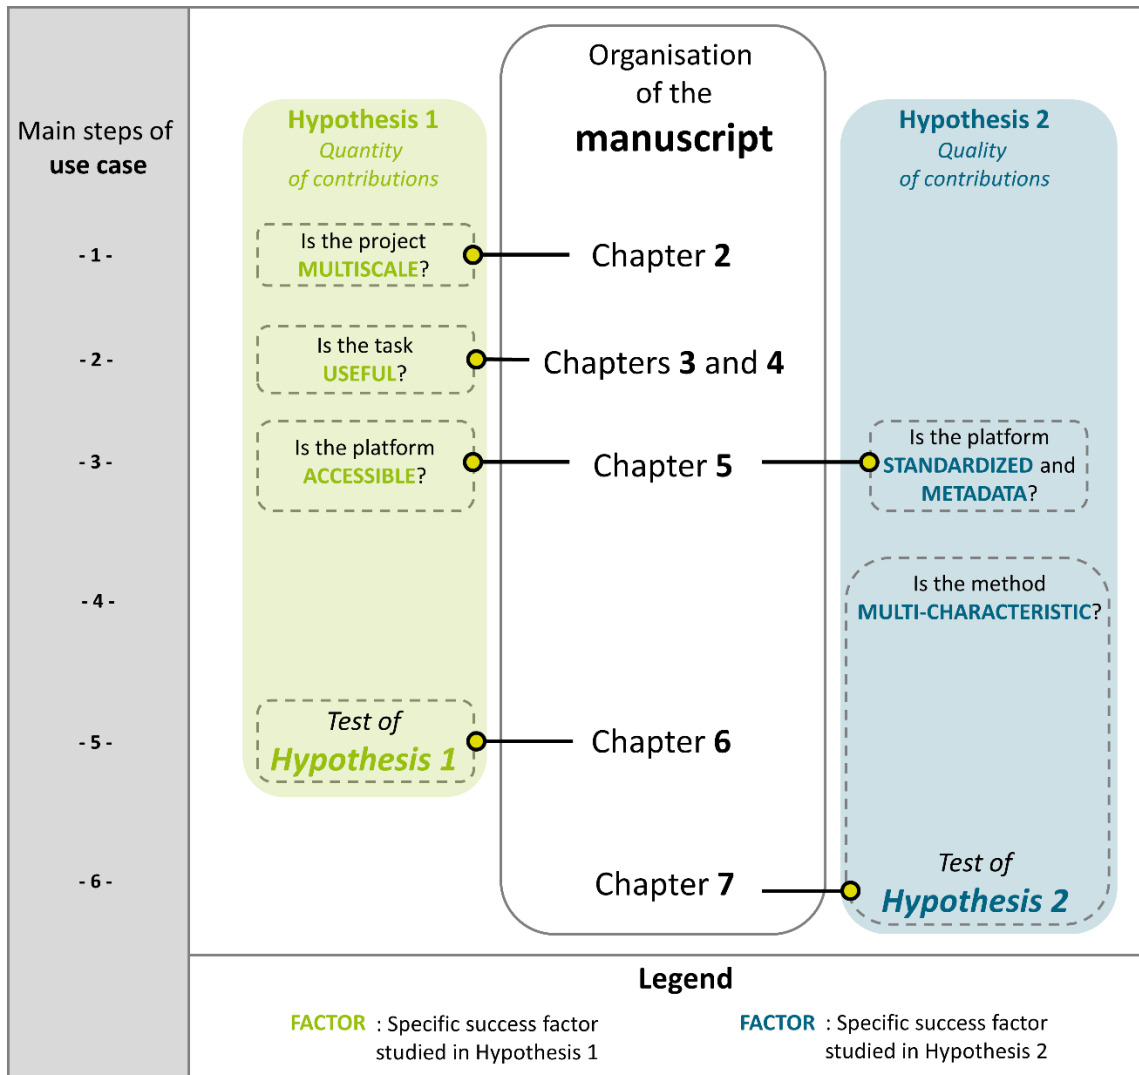 Main steps of
use case
- 1 -
- 2 -
- 3 -
- 4 -
- 5 -
- 6 -
Hypothesis 1
Quantity
of contributions
Is the project
MULTISCALE?
Is the task
USEFUL?
Is the platform
ACCESSIBLE?
Test of
Hypothesis 1
Organisation
of the
manuscript
Chapter 2
Chapters 3 and 4
Chapter 5
Chapter 6
Chapter 7
Hypothesis 2
Quality
of contributions
Is the platform
STANDARDIZED and
METADATA?
Is the method
MULTI-CHARACTERISTIC?
Test of
Hypothesis 2
Legend
FACTOR : Specific success factor
studied in Hypothesis 1
FACTOR : Specific success factor
studied in Hypothesis 2